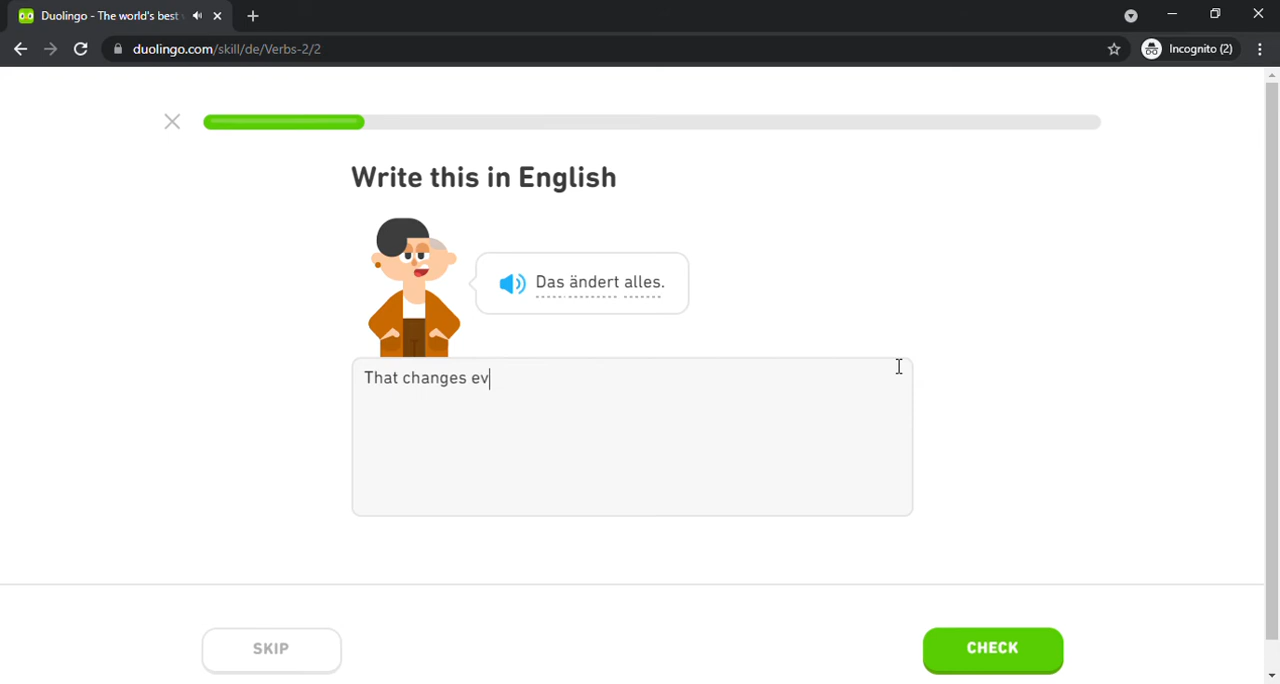 Duolingo - The world's best
duolingo.com/skill/de/Verbs-2/2
Incognito (2)
Write this in English
Das ändert alles.
That changes ev
SKIP
CHECK